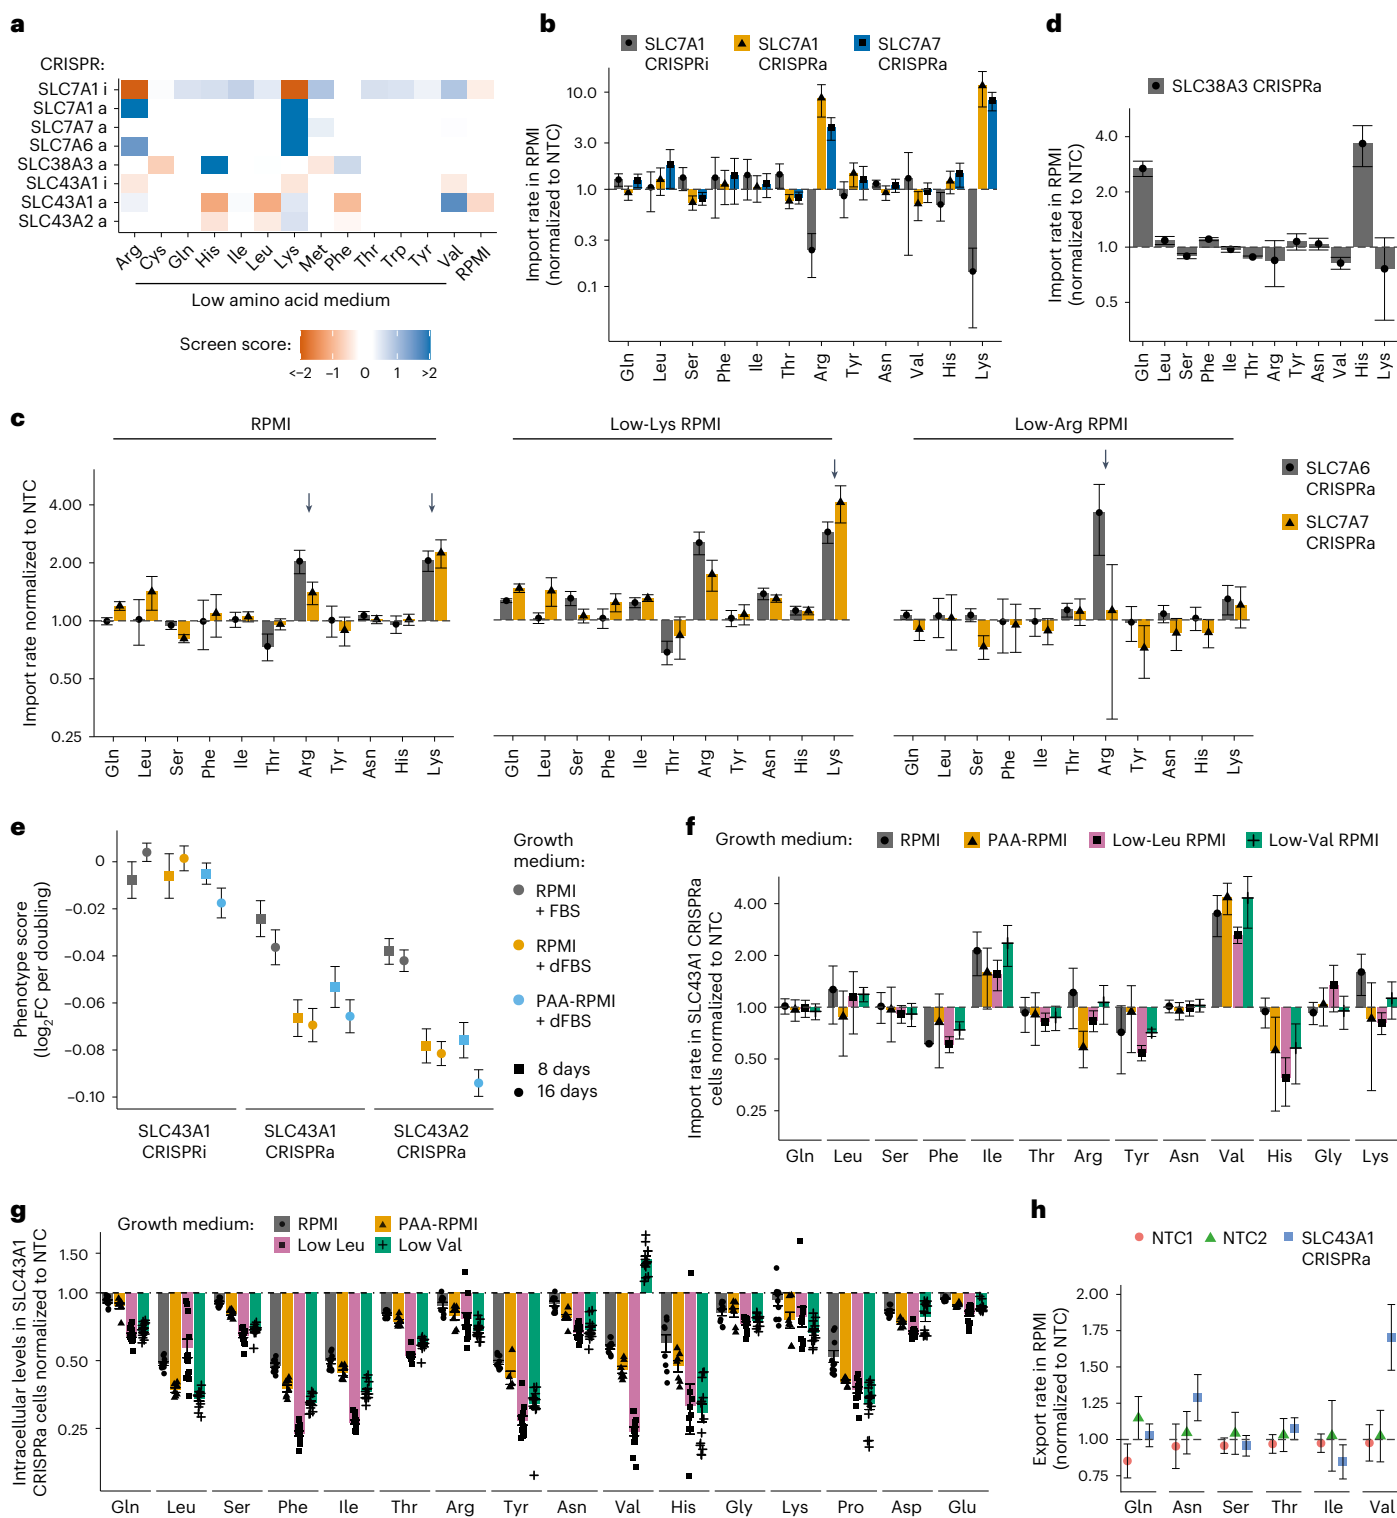 a
CRISPR:
SLC7A1 i
SLC7A1 a
SLC7A7 a
SLC7A6 a
SLC38A3 a
SLC43A1 i
SLC43A1 a
SLC43A2 a
Arg Cys Gln His Ile Leu Lys Met Phe Thr Trp Tyr Val RPMI
Low amino acid medium
Screen score:
<−2 −1 0 1 >2
b
SLC7A1 CRISPRi
SLC7A1 CRISPRa
SLC7A7 CRISPRa
Import rate in RPMI
(normalized to NTC)
10.0
3.0
1.0
0.3
0.1
Gln Leu Ser Phe Ile Thr Arg Tyr Asn Val His Lys
d
SLC38A3 CRISPRa
Import rate in RPMI
(normalized to NTC)
4.0
2.0
1.0
0.5
Gln Leu Ser Phe Ile Thr Arg Tyr Asn Val His Lys
c
RPMI
Low-Lys RPMI
Low-Arg RPMI
Import rate normalized to NTC
4.00
2.00
1.00
0.50
0.25
Gln Leu Ser Phe Ile Thr Arg Tyr Asn His Lys
Gln Leu Ser Phe Ile Thr Arg Tyr Asn His Lys
Gln Leu Ser Phe Ile Thr Arg Tyr Asn His Lys
SLC7A6
CRISPRa
SLC7A7
CRISPRa
e
Phenotype score
(log2FC per doubling)
0
−0.02
−0.04
−0.06
−0.08
−0.10
SLC43A1
CRISPRi
SLC43A1
CRISPRa
SLC43A2
CRISPRa
Growth
medium:
RPMI
+ FBS
RPMI
+ dFBS
PAA-RPMI
+ dFBS
8 days
16 days
f
Growth medium: RPMI PAA-RPMI Low-Leu RPMI Low-Val RPMI
Import rate in SLC43A1 CRISPRa
cells normalized to NTC
4.00
2.00
1.00
0.50
0.25
Gln Leu Ser Phe Ile Thr Arg Tyr Asn Val His Gly Lys
g
Growth medium: RPMI PAA-RPMI
Low Leu Low Val
Intracellular levels in SLC43A1
CRISPRa cells normalized to NTC
1.50
1.00
0.50
0.25
Gln Leu Ser Phe Ile Thr Arg Tyr Asn Val His Gly Lys Pro Asp Glu
h
NTC1 NTC2 SLC43A1
CRISPRa
Export rate in RPMI
(normalized to NTC)
2.00
1.75
1.50
1.25
1.00
0.75
Gln Asn Ser Thr Ile Val